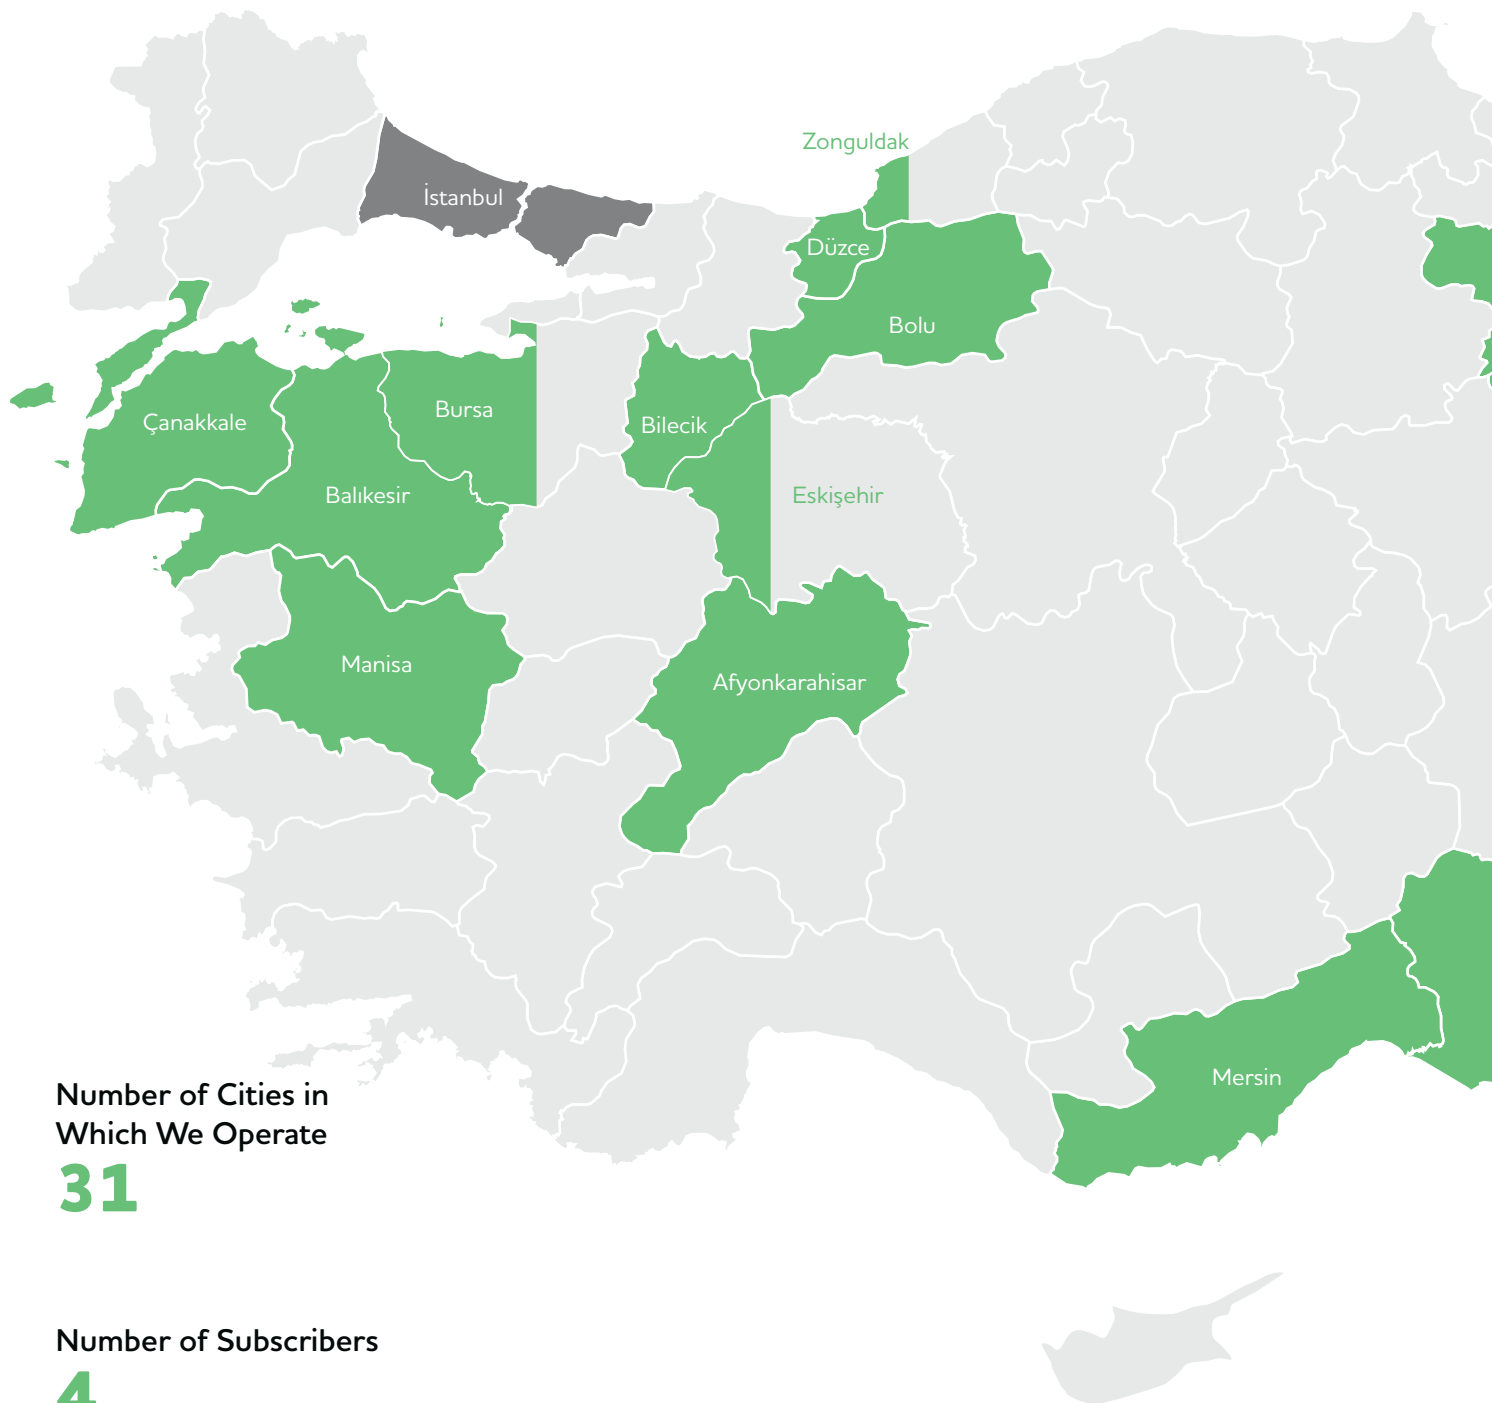 Zonguldak
İstanbul
Düzce
Bolu
Bursa
Çanakkale
Bilecik
Balıkesir
Eskişehir
Manisa
Afyonkarahisar
Mersin
Number of Cities in
Which We Operate
31
Number of Subscribers
4